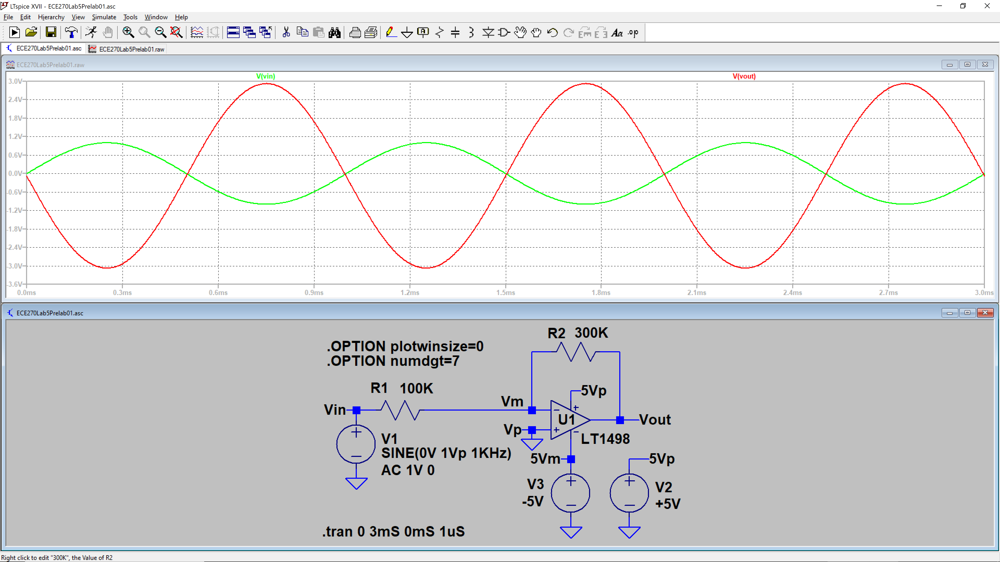 LTspice XVII - ECE270Lab5Prelab01.asc
File Edit Hierarchy View Simulate Tools Window Help
ECE270Lab5Prelab01.asc ECE270Lab5Prelab01.raw
ECE270Lab5Prelab01.raw
V(vin) V(vout)
3.0V
2.4V
1.8V
1.2V
0.6V
0.0V
-0.6V
-1.2V
-1.8V
-2.4V
-3.0V
-3.6V
0.0ms 0.3ms 0.6ms 0.9ms 1.2ms 1.5ms 1.8ms 2.1ms 2.4ms 2.7ms 3.0ms
ECE270Lab5Prelab01.asc
R2 300K
.OPTION plotwinsize=0
.OPTION numdgt=7
R1 100K
5Vp
Vin
Vm
U1
Vout
Vp
LT1498
V1
SINE(0V 1Vp 1KHz)
AC 1V 0
5Vm
5Vp
V3
-5V
V2
+5V
.tran 0 3mS 0mS 1uS
Right click to edit "300K", the Value of R2